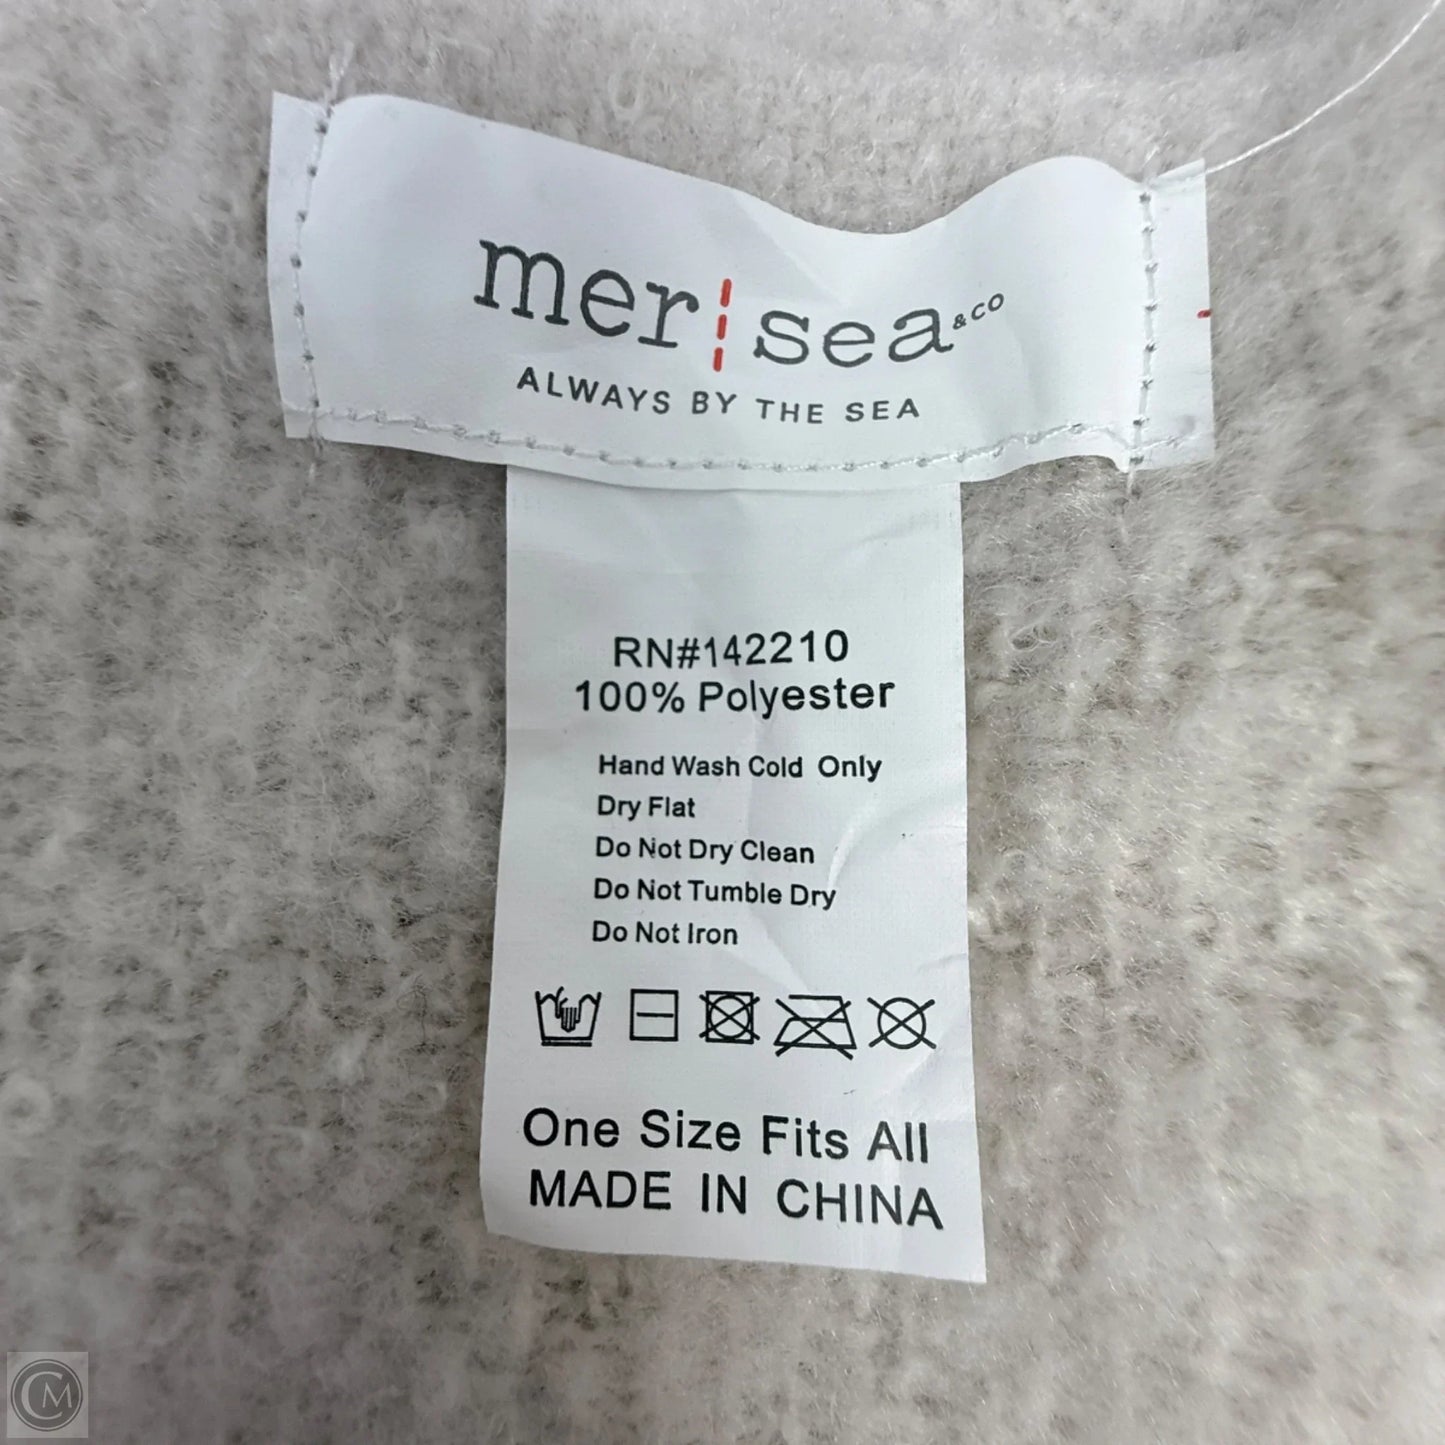 mer¦sea &CO
ALWAYS BY THE SEA
RN#142210
100% Polyester
Hand Wash Cold Only
Dry Flat
Do Not Dry Clean
Do Not Tumble Dry
Do Not Iron
One Size Fits All
MADE IN CHINA
CM